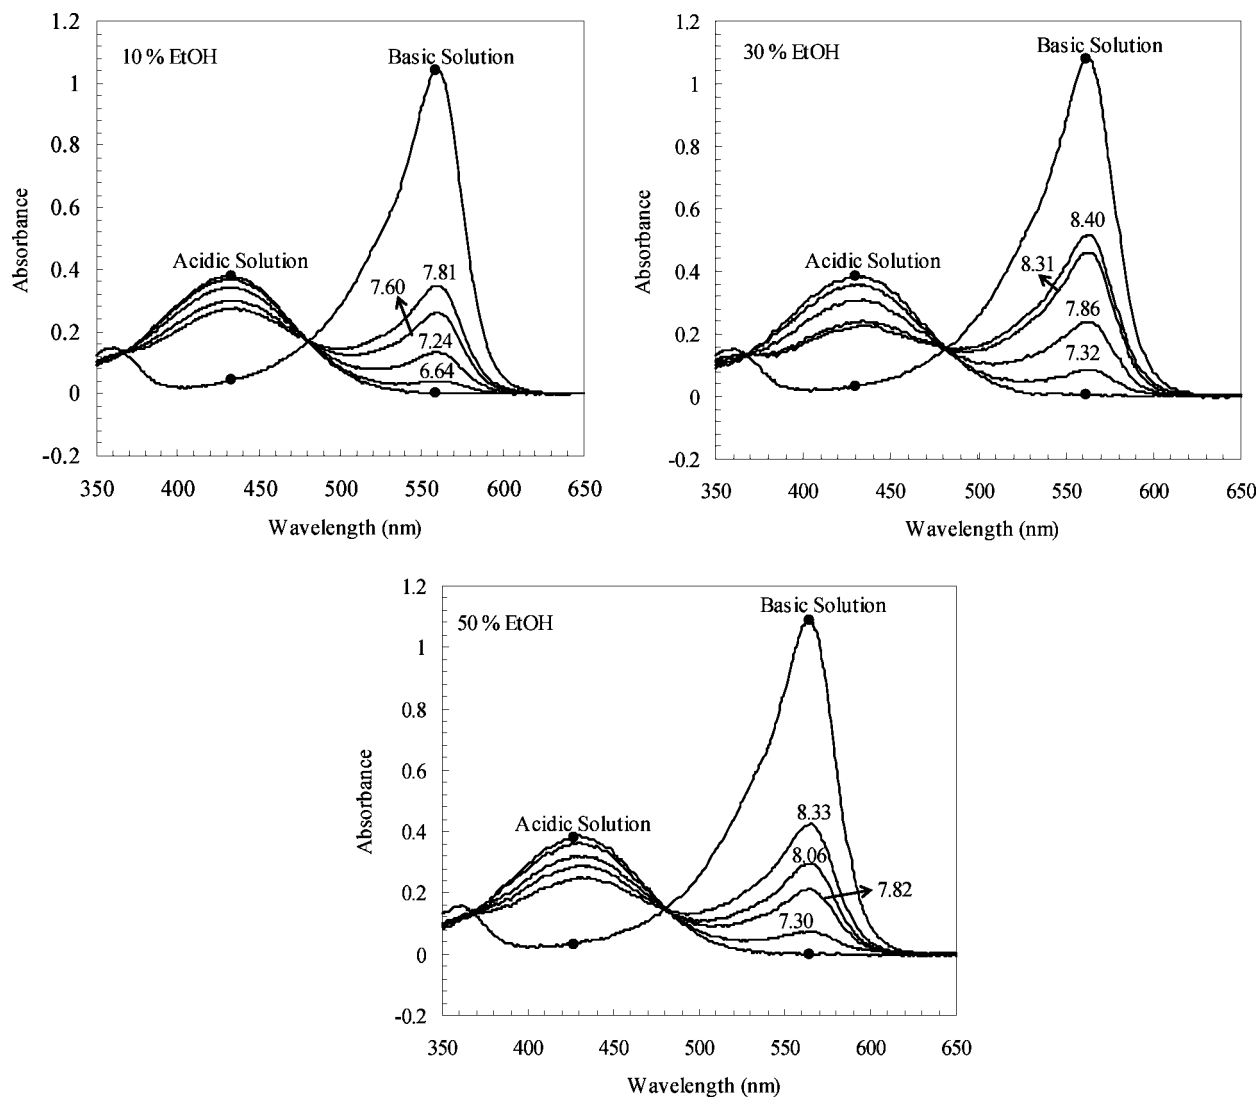 10 % EtOH
Basic Solution
Acidic Solution
7.81
7.60
7.24
6.64
1.2
1
0.8
0.6
0.4
0.2
0
-0.2
Absorbance
350 400 450 500 550 600 650
Wavelength (nm)
30 % EtOH
Basic Solution
Acidic Solution
8.40
8.31
7.86
7.32
1.2
1
0.8
0.6
0.4
0.2
0
-0.2
Absorbance
350 400 450 500 550 600 650
Wavelength (nm)
50 % EtOH
Basic Solution
Acidic Solution
8.33
8.06
7.82
7.30
1.2
1
0.8
0.6
0.4
0.2
0
-0.2
Absorbance
350 400 450 500 550 600 650
Wavelength (nm)